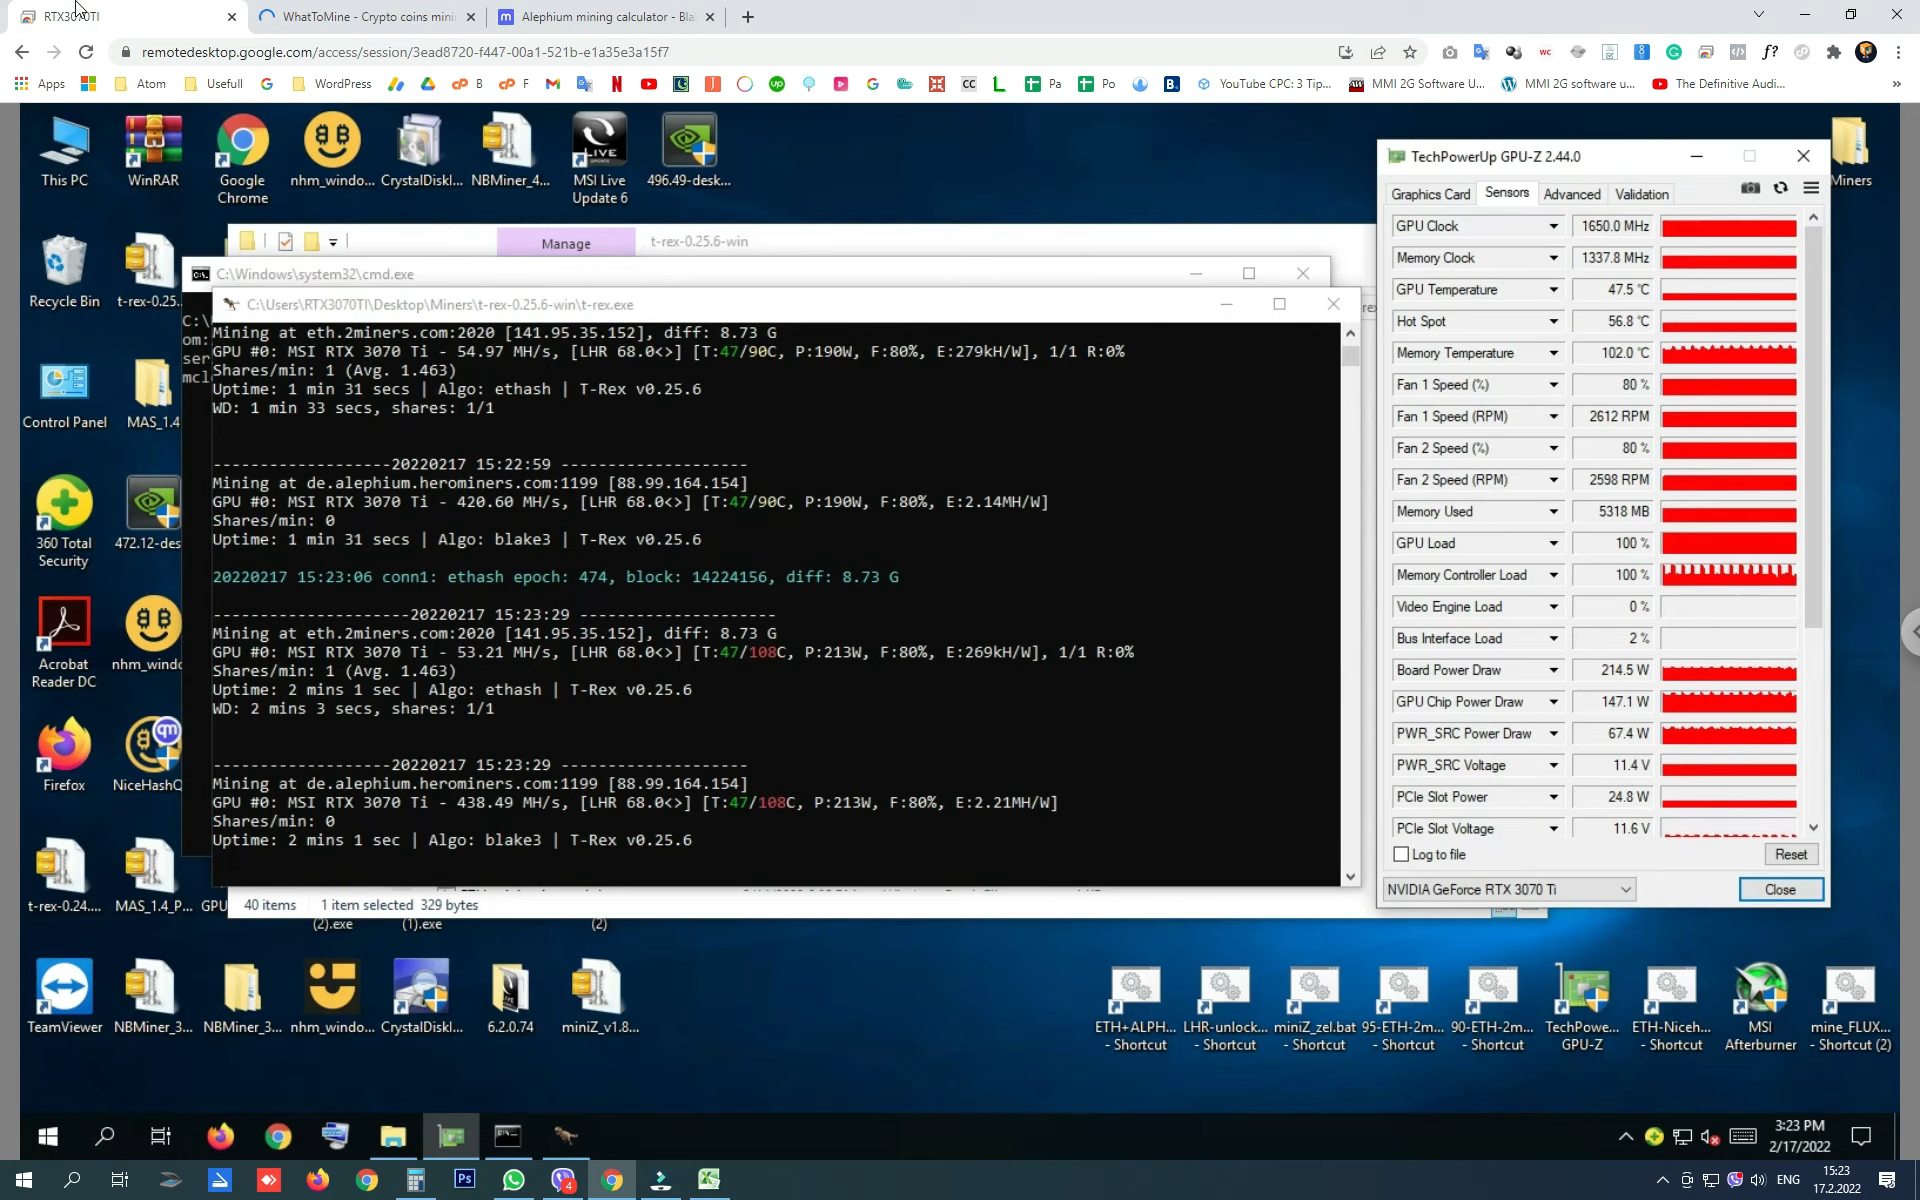 RTX3070TI
WhatToMine - Crypto coins mini
Alephium mining calculator - Bla
remotedesktop.google.com/access/session/3ead8720-f447-00a1-521b-e1a35e3a15f7
Apps
Atom
Usefull
WordPress
B
F
Pa
Po
YouTube CPC: 3 Tip...
MMI 2G Software U...
MMI 2G software u...
The Definitive Audi...
This PC
WinRAR
Google Chrome
nhm_windo...
CrystalDiskI...
NBMiner_4...
MSI Live Update 6
496.49-desk...
Miners
Manage
t-rex-0.25.6-win
C:\Windows\system32\cmd.exe
C:\Users\RTX3070TI\Desktop\Miners\t-rex-0.25.6-win\t-rex.exe
Mining at eth.2miners.com:2020 [141.95.35.152], diff: 8.73 G
GPU #0: MSI RTX 3070 Ti - 54.97 MH/s, [LHR 68.0<>] [T:47/90C, P:190W, F:80%, E:279kH/W], 1/1 R:0%
Shares/min: 1 (Avg. 1.463)
Uptime: 1 min 31 secs | Algo: ethash | T-Rex v0.25.6
WD: 1 min 33 secs, shares: 1/1
-------------------20220217 15:22:59 --------------------
Mining at de.alephium.herominers.com:1199 [88.99.164.154]
GPU #0: MSI RTX 3070 Ti - 420.60 MH/s, [LHR 68.0<>] [T:47/90C, P:190W, F:80%, E:2.14MH/W]
Shares/min: 0
Uptime: 1 min 31 secs | Algo: blake3 | T-Rex v0.25.6
20220217 15:23:06 conn1: ethash epoch: 474, block: 14224156, diff: 8.73 G
---------------------20220217 15:23:29 ---------------------
Mining at eth.2miners.com:2020 [141.95.35.152], diff: 8.73 G
GPU #0: MSI RTX 3070 Ti - 53.21 MH/s, [LHR 68.0<>] [T:47/108C, P:213W, F:80%, E:269kH/W], 1/1 R:0%
Shares/min: 1 (Avg. 1.463)
Uptime: 2 mins 1 sec | Algo: ethash | T-Rex v0.25.6
WD: 2 mins 3 secs, shares: 1/1
-------------------20220217 15:23:29 --------------------
Mining at de.alephium.herominers.com:1199 [88.99.164.154]
GPU #0: MSI RTX 3070 Ti - 438.49 MH/s, [LHR 68.0<>] [T:47/108C, P:213W, F:80%, E:2.21MH/W]
Shares/min: 0
Uptime: 2 mins 1 sec | Algo: blake3 | T-Rex v0.25.6
40 items
1 item selected 329 bytes
TechPowerUp GPU-Z 2.44.0
Graphics Card
Sensors
Advanced
Validation
GPU Clock 1650.0 MHz
Memory Clock 1337.8 MHz
GPU Temperature 47.5 °C
Hot Spot 56.8 °C
Memory Temperature 102.0 °C
Fan 1 Speed (%) 80 %
Fan 1 Speed (RPM) 2612 RPM
Fan 2 Speed (%) 80 %
Fan 2 Speed (RPM) 2598 RPM
Memory Used 5318 MB
GPU Load 100 %
Memory Controller Load 100 %
Video Engine Load 0 %
Bus Interface Load 2 %
Board Power Draw 214.5 W
GPU Chip Power Draw 147.1 W
PWR_SRC Power Draw 67.4 W
PWR_SRC Voltage 11.4 V
PCIe Slot Power 24.8 W
PCIe Slot Voltage 11.6 V
Log to file
Reset
NVIDIA GeForce RTX 3070 Ti
Close
Recycle Bin
t-rex-0.25..
Control Panel
MAS_1.4
360 Total Security
472.12-des
Acrobat Reader DC
nhm_windo
Firefox
NiceHashQ
t-rex-0.24....
MAS_1.4_P...
GPU
(2).exe
(1).exe
(2)
TeamViewer
NBMiner_3...
NBMiner_3...
nhm_windo...
CrystalDiskI...
6.2.0.74
miniZ_v1.8...
ETH+ALPH... - Shortcut
LHR-unlock... - Shortcut
miniZ_zel.bat - Shortcut
95-ETH-2m... - Shortcut
90-ETH-2m... - Shortcut
TechPowe... GPU-Z
ETH-Niceh... - Shortcut
MSI Afterburner
mine_FLUX... - Shortcut (2)
3:23 PM
2/17/2022
4
ENG
15:23
17.2.2022